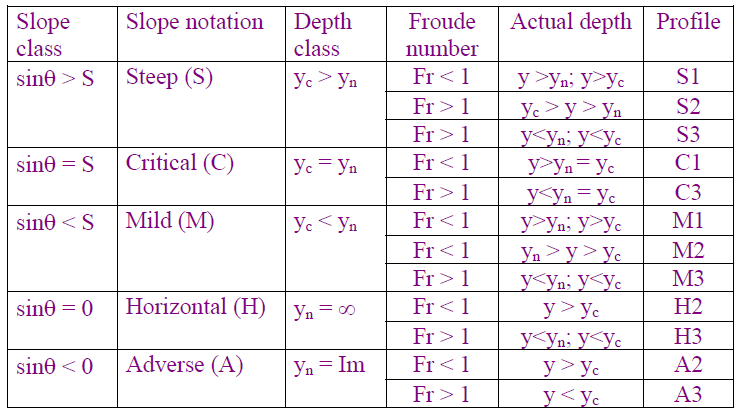 Slope class | Slope notation | Depth class | Froude number | Actual depth | Profile
sinθ > S | Steep (S) | yc > yn | Fr < 1 | y >yn; y>yc | S1
Fr > 1 | yc > y > yn | S2
Fr > 1 | y<yn; y<yc | S3
sinθ = S | Critical (C) | yc = yn | Fr < 1 | y>yn = yc | C1
Fr > 1 | y<yn = yc | C3
sinθ < S | Mild (M) | yc < yn | Fr < 1 | y>yn; y>yc | M1
Fr < 1 | yn > y > yc | M2
Fr > 1 | y<yn; y<yc | M3
sinθ = 0 | Horizontal (H) | yn = ∞ | Fr < 1 | y > yc | H2
Fr > 1 | y<yn; y<yc | H3
sinθ < 0 | Adverse (A) | yn = Im | Fr < 1 | y > yc | A2
Fr > 1 | y < yc | A3